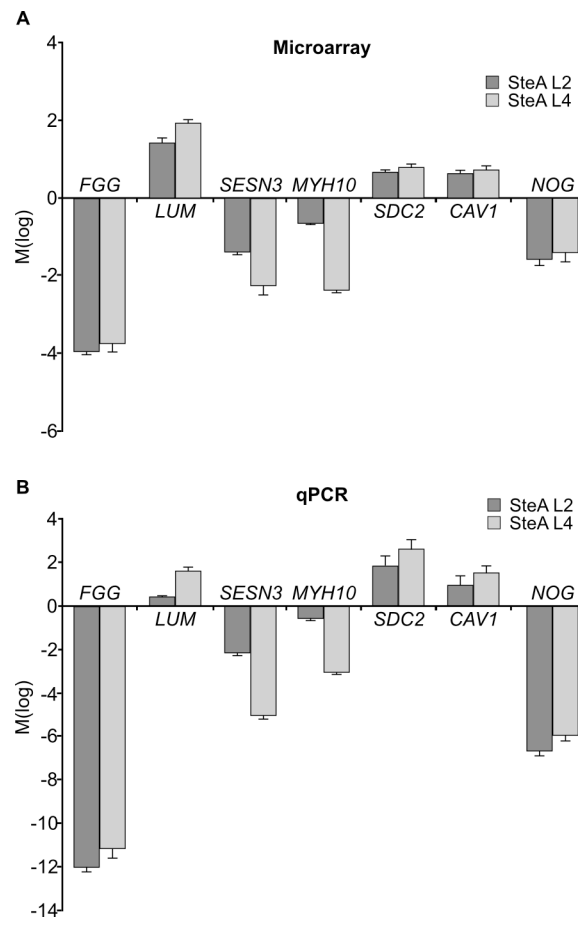 A
Microarray
4
SteA L2
SteA L4
2
FGG
SESN3
MYH10
NOG
0
LUM
SDC2
CAV1
M(log)
-2
-4
-6
B
qPCR
4
SteA L2
SteA L4
2
FGG
SESN3
MYH10
NOG
0
LUM
SDC2
CAV1
-2
-4
M(log)
-6
-8
-10
-12
-14